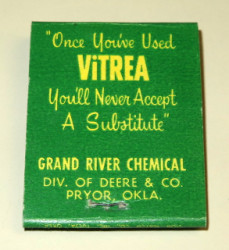 "Once You've Used
ViTREA
You'll Never Accept
A Substitute"
GRAND RIVER CHEMICAL
DIV. OF DEERE & CO.
PRYOR, OKLA.